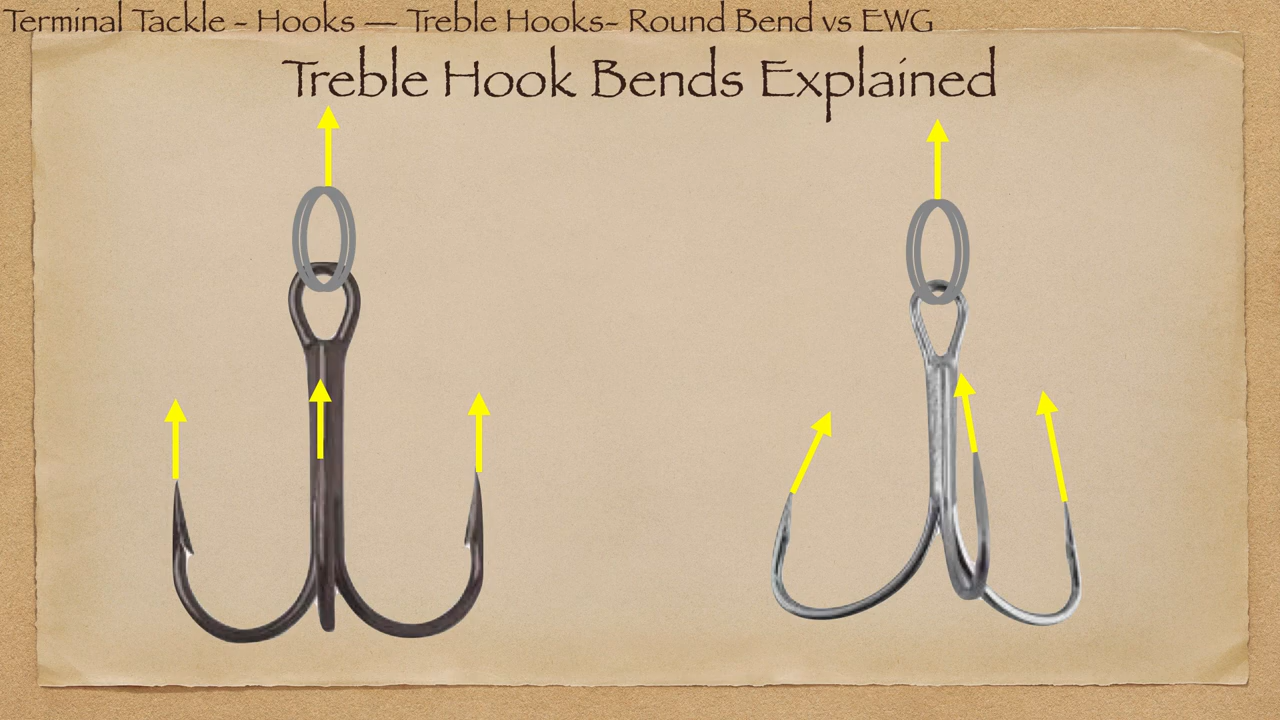 Terminal Tackle - Hooks — Treble Hooks- Round Bend vs EWG
Treble Hook Bends Explained